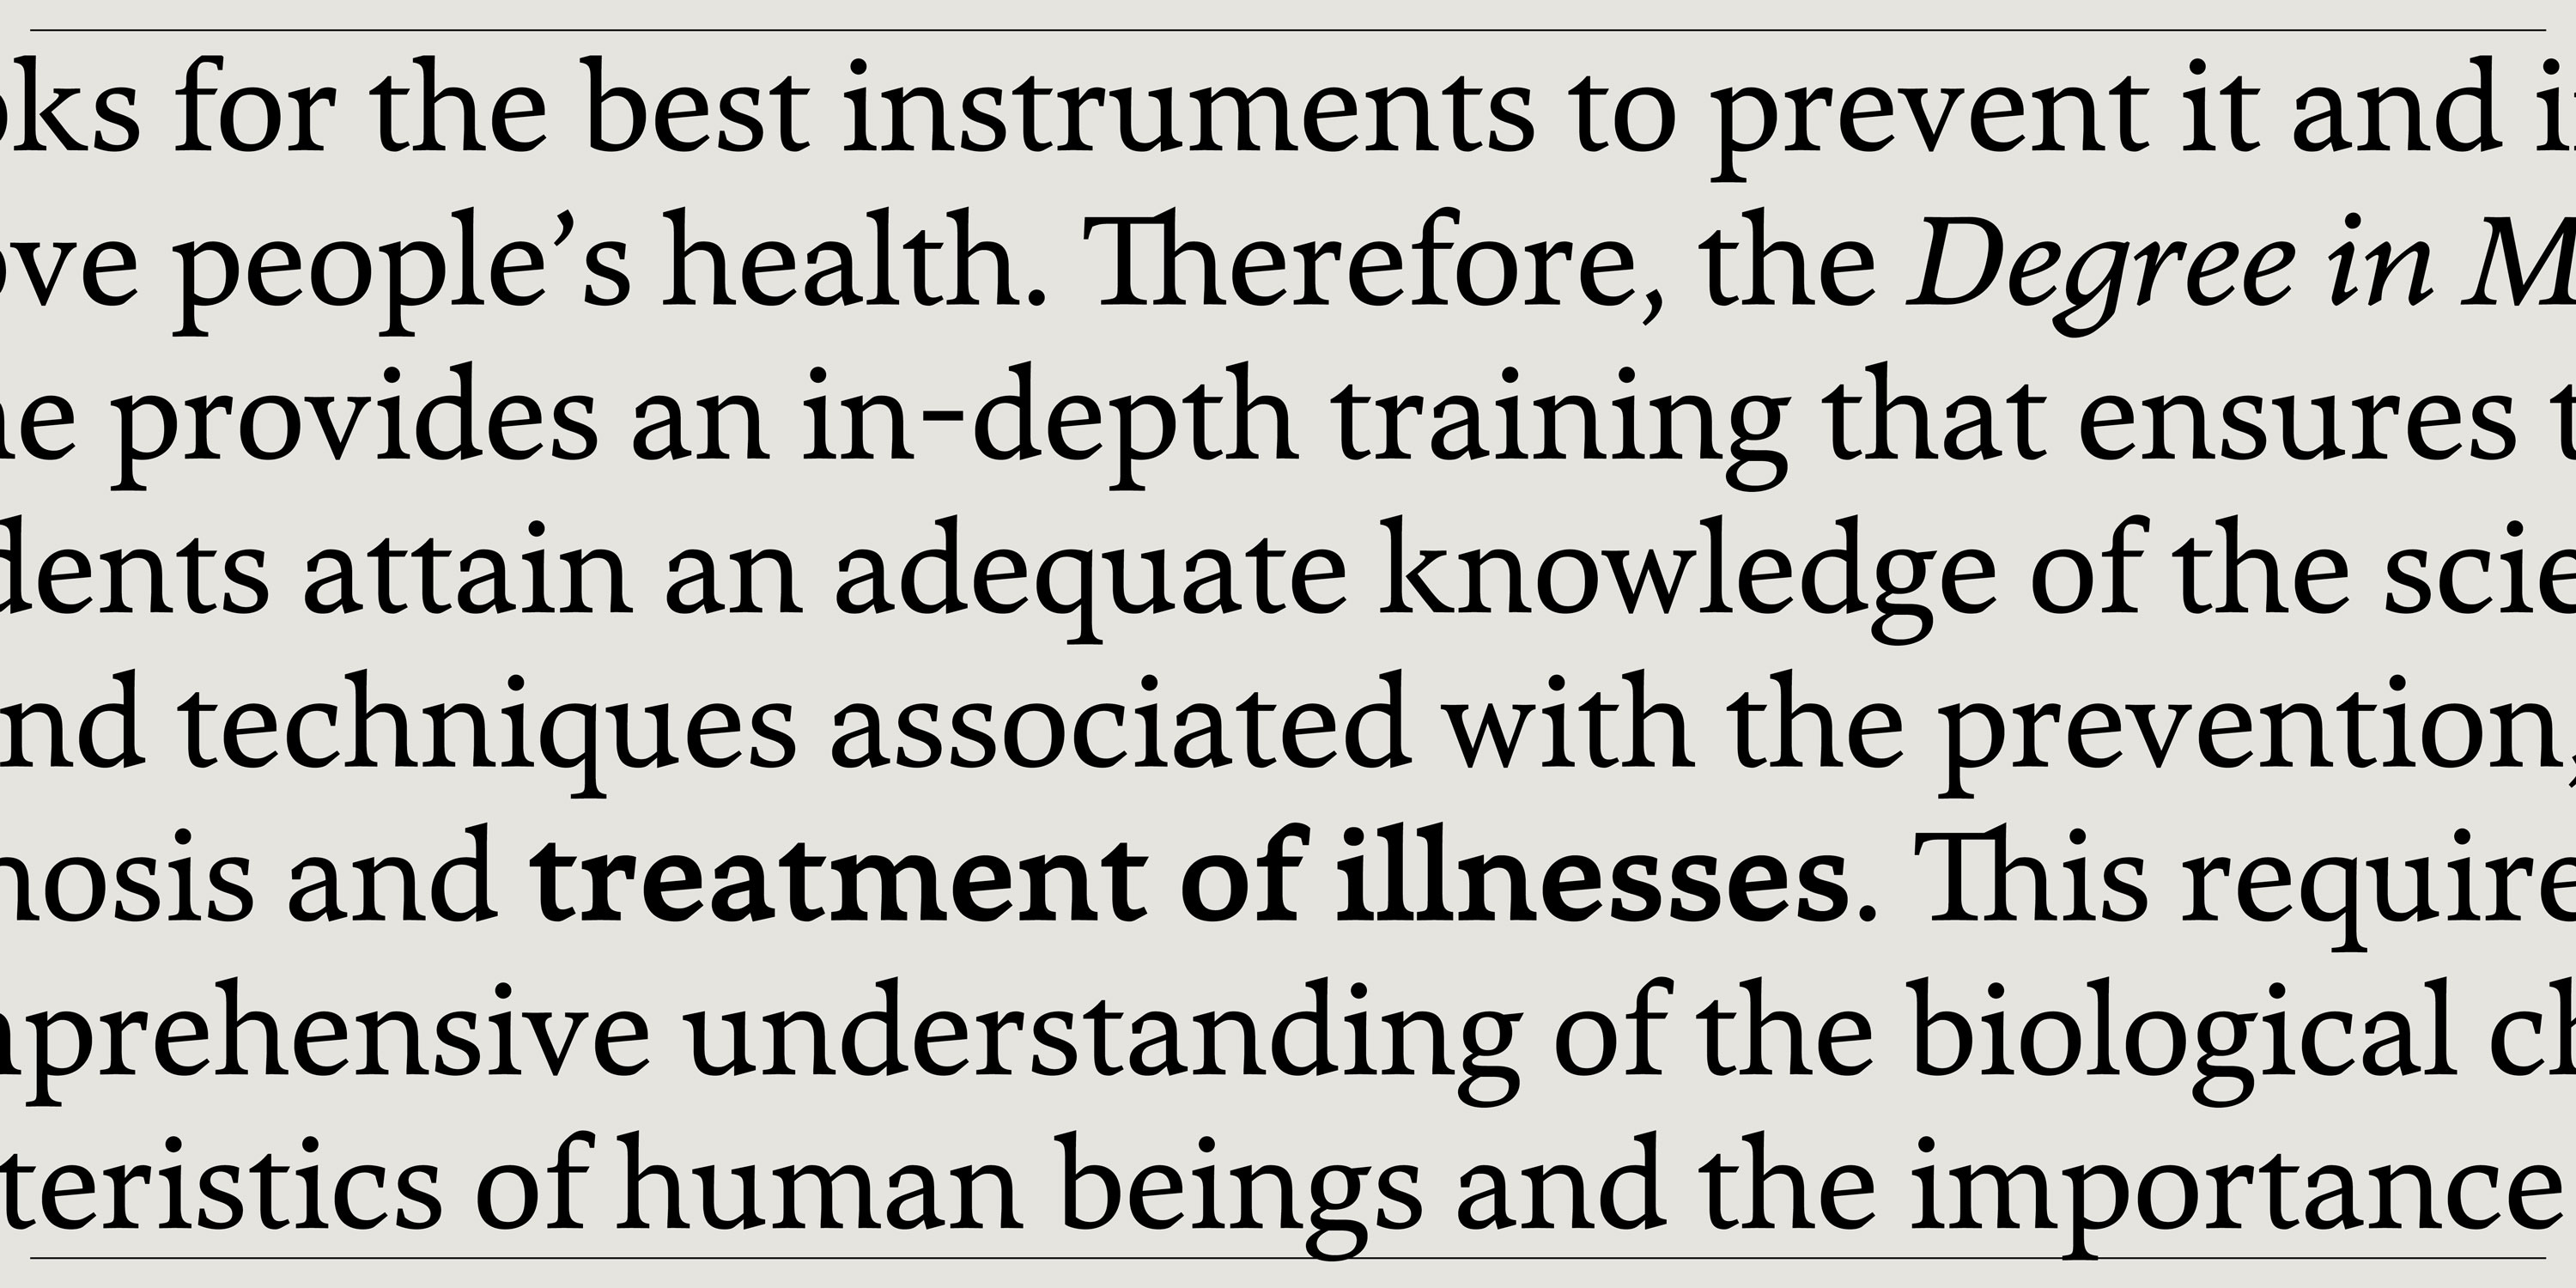 oks for the best instruments to prevent it and i
ove people’s health. Therefore, the Degree in M
ne provides an in-depth training that ensures t
dents attain an adequate knowledge of the scie
nd techniques associated with the prevention,
nosis and treatment of illnesses. This require
mprehensive understanding of the biological ch
teristics of human beings and the importance